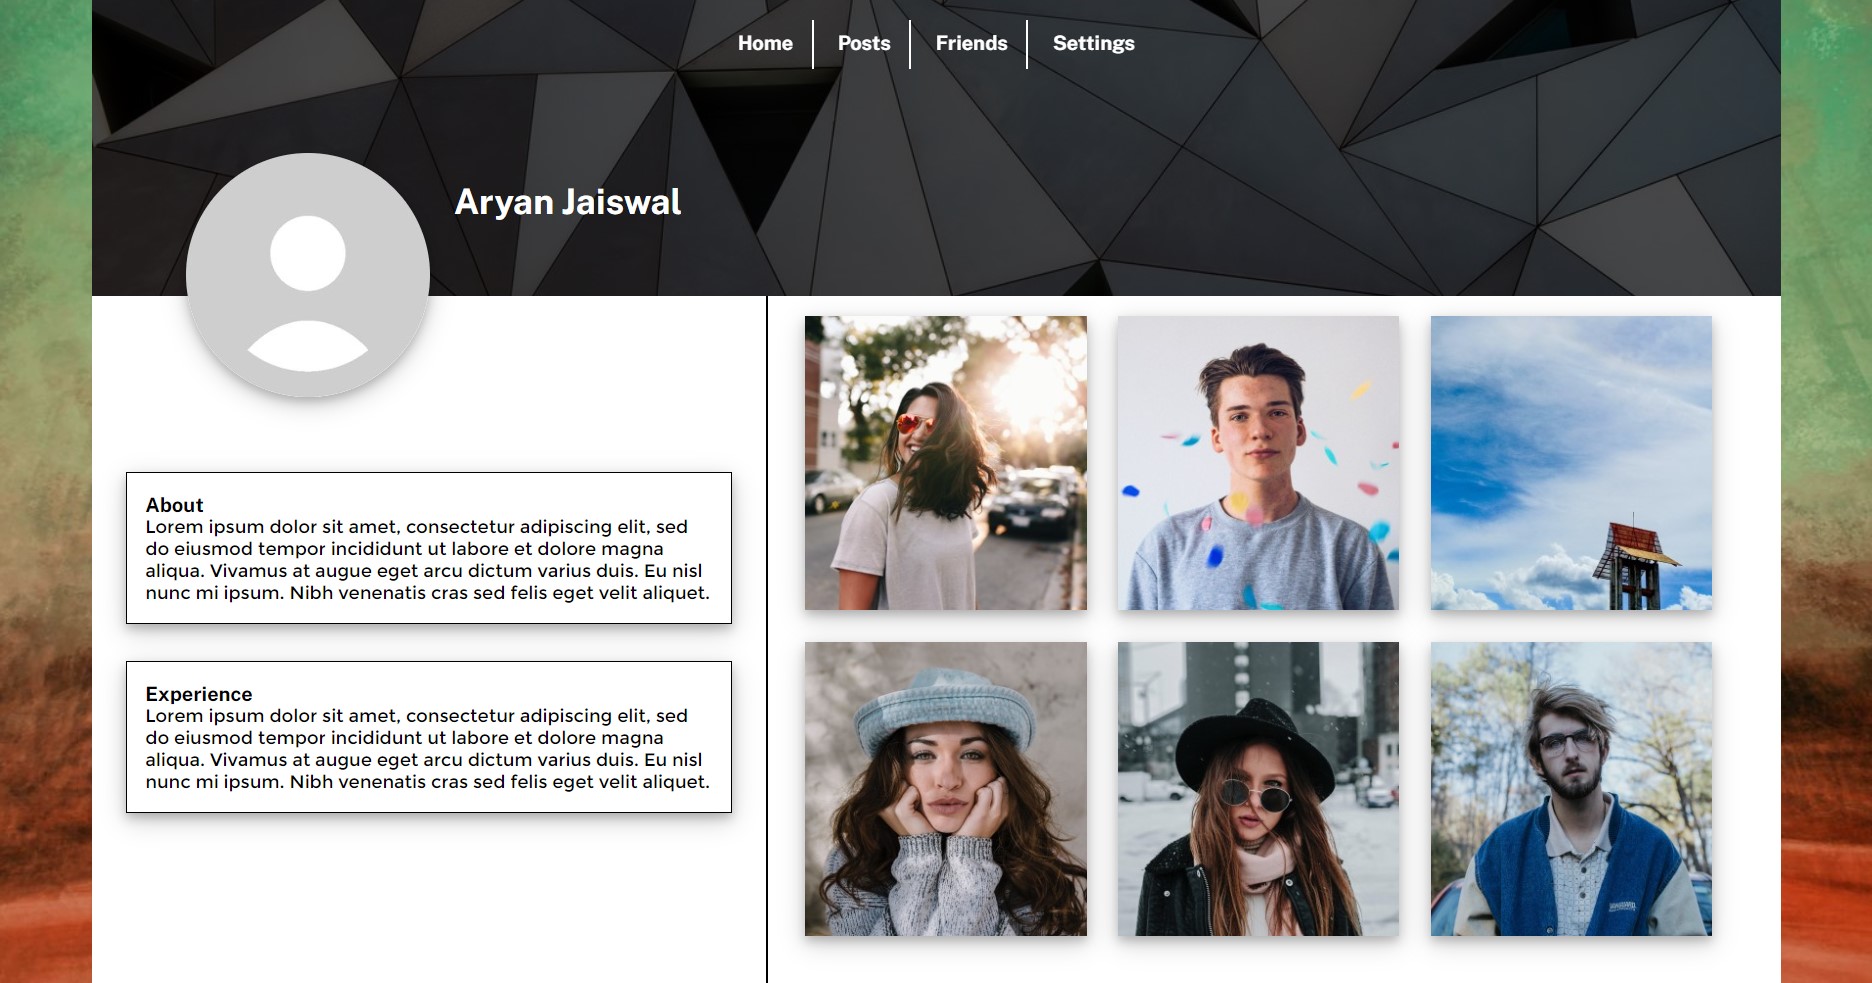 Home
Posts
Friends
Settings
Aryan Jaiswal
About
Lorem ipsum dolor sit amet, consectetur adipiscing elit, sed
do eiusmod tempor incididunt ut labore et dolore magna
aliqua. Vivamus at augue eget arcu dictum varius duis. Eu nisl
nunc mi ipsum. Nibh venenatis cras sed felis eget velit aliquet.
Experience
Lorem ipsum dolor sit amet, consectetur adipiscing elit, sed
do eiusmod tempor incididunt ut labore et dolore magna
aliqua. Vivamus at augue eget arcu dictum varius duis. Eu nisl
nunc mi ipsum. Nibh venenatis cras sed felis eget velit aliquet.